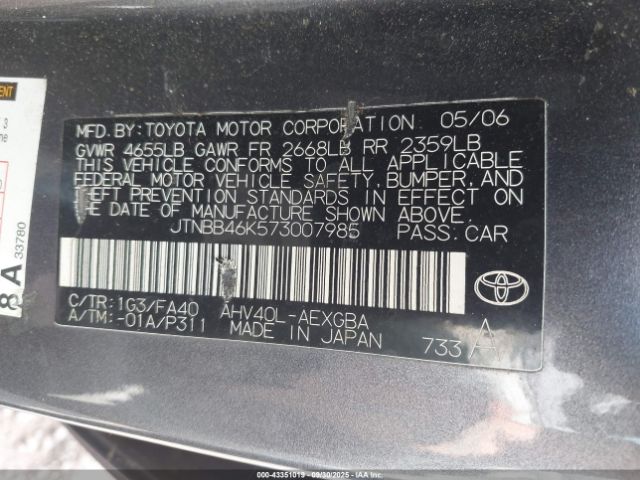 MFD. BY: TOYOTA MOTOR CORPORATION 05/06
GVWR 4655LB GAWR FR 2668LB RR 2359LB
THIS VEHICLE CONFORMS TO ALL APPLICABLE
FEDERAL MOTOR VEHICLE SAFETY, BUMPER, AND
THEFT PREVENTION STANDARDS IN EFFECT ON
THE DATE OF MANUFACTURE SHOWN ABOVE.
JTNBB46K573007985 PASS. CAR
C/TR: 1G3/FA40 AHV40L-AEXGBA
A/TM: -01A/P311 MADE IN JAPAN 733 A
8 A 33780
IAA - 43351019 - 09/30/2025 - IAAI.com